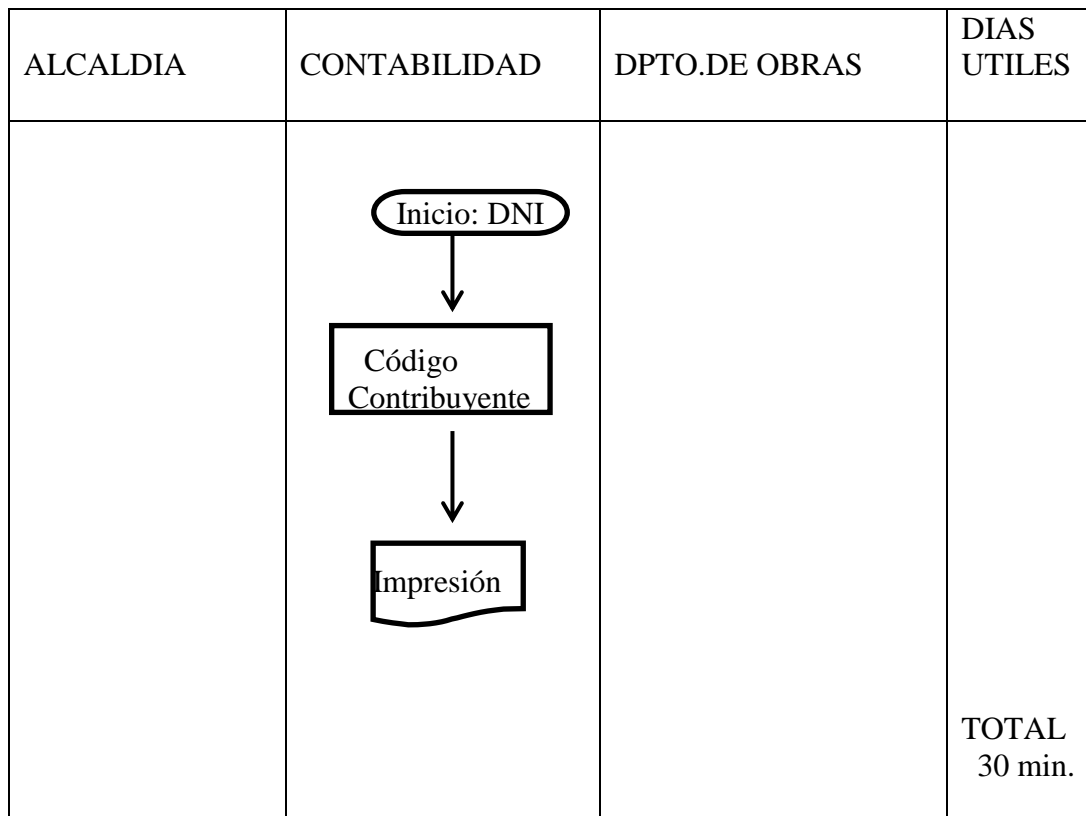 ALCALDIA
CONTABILIDAD
DPTO.DE OBRAS
DIAS
UTILES
Inicio: DNI
Código
Contribuyente
Impresión
TOTAL
30 min.